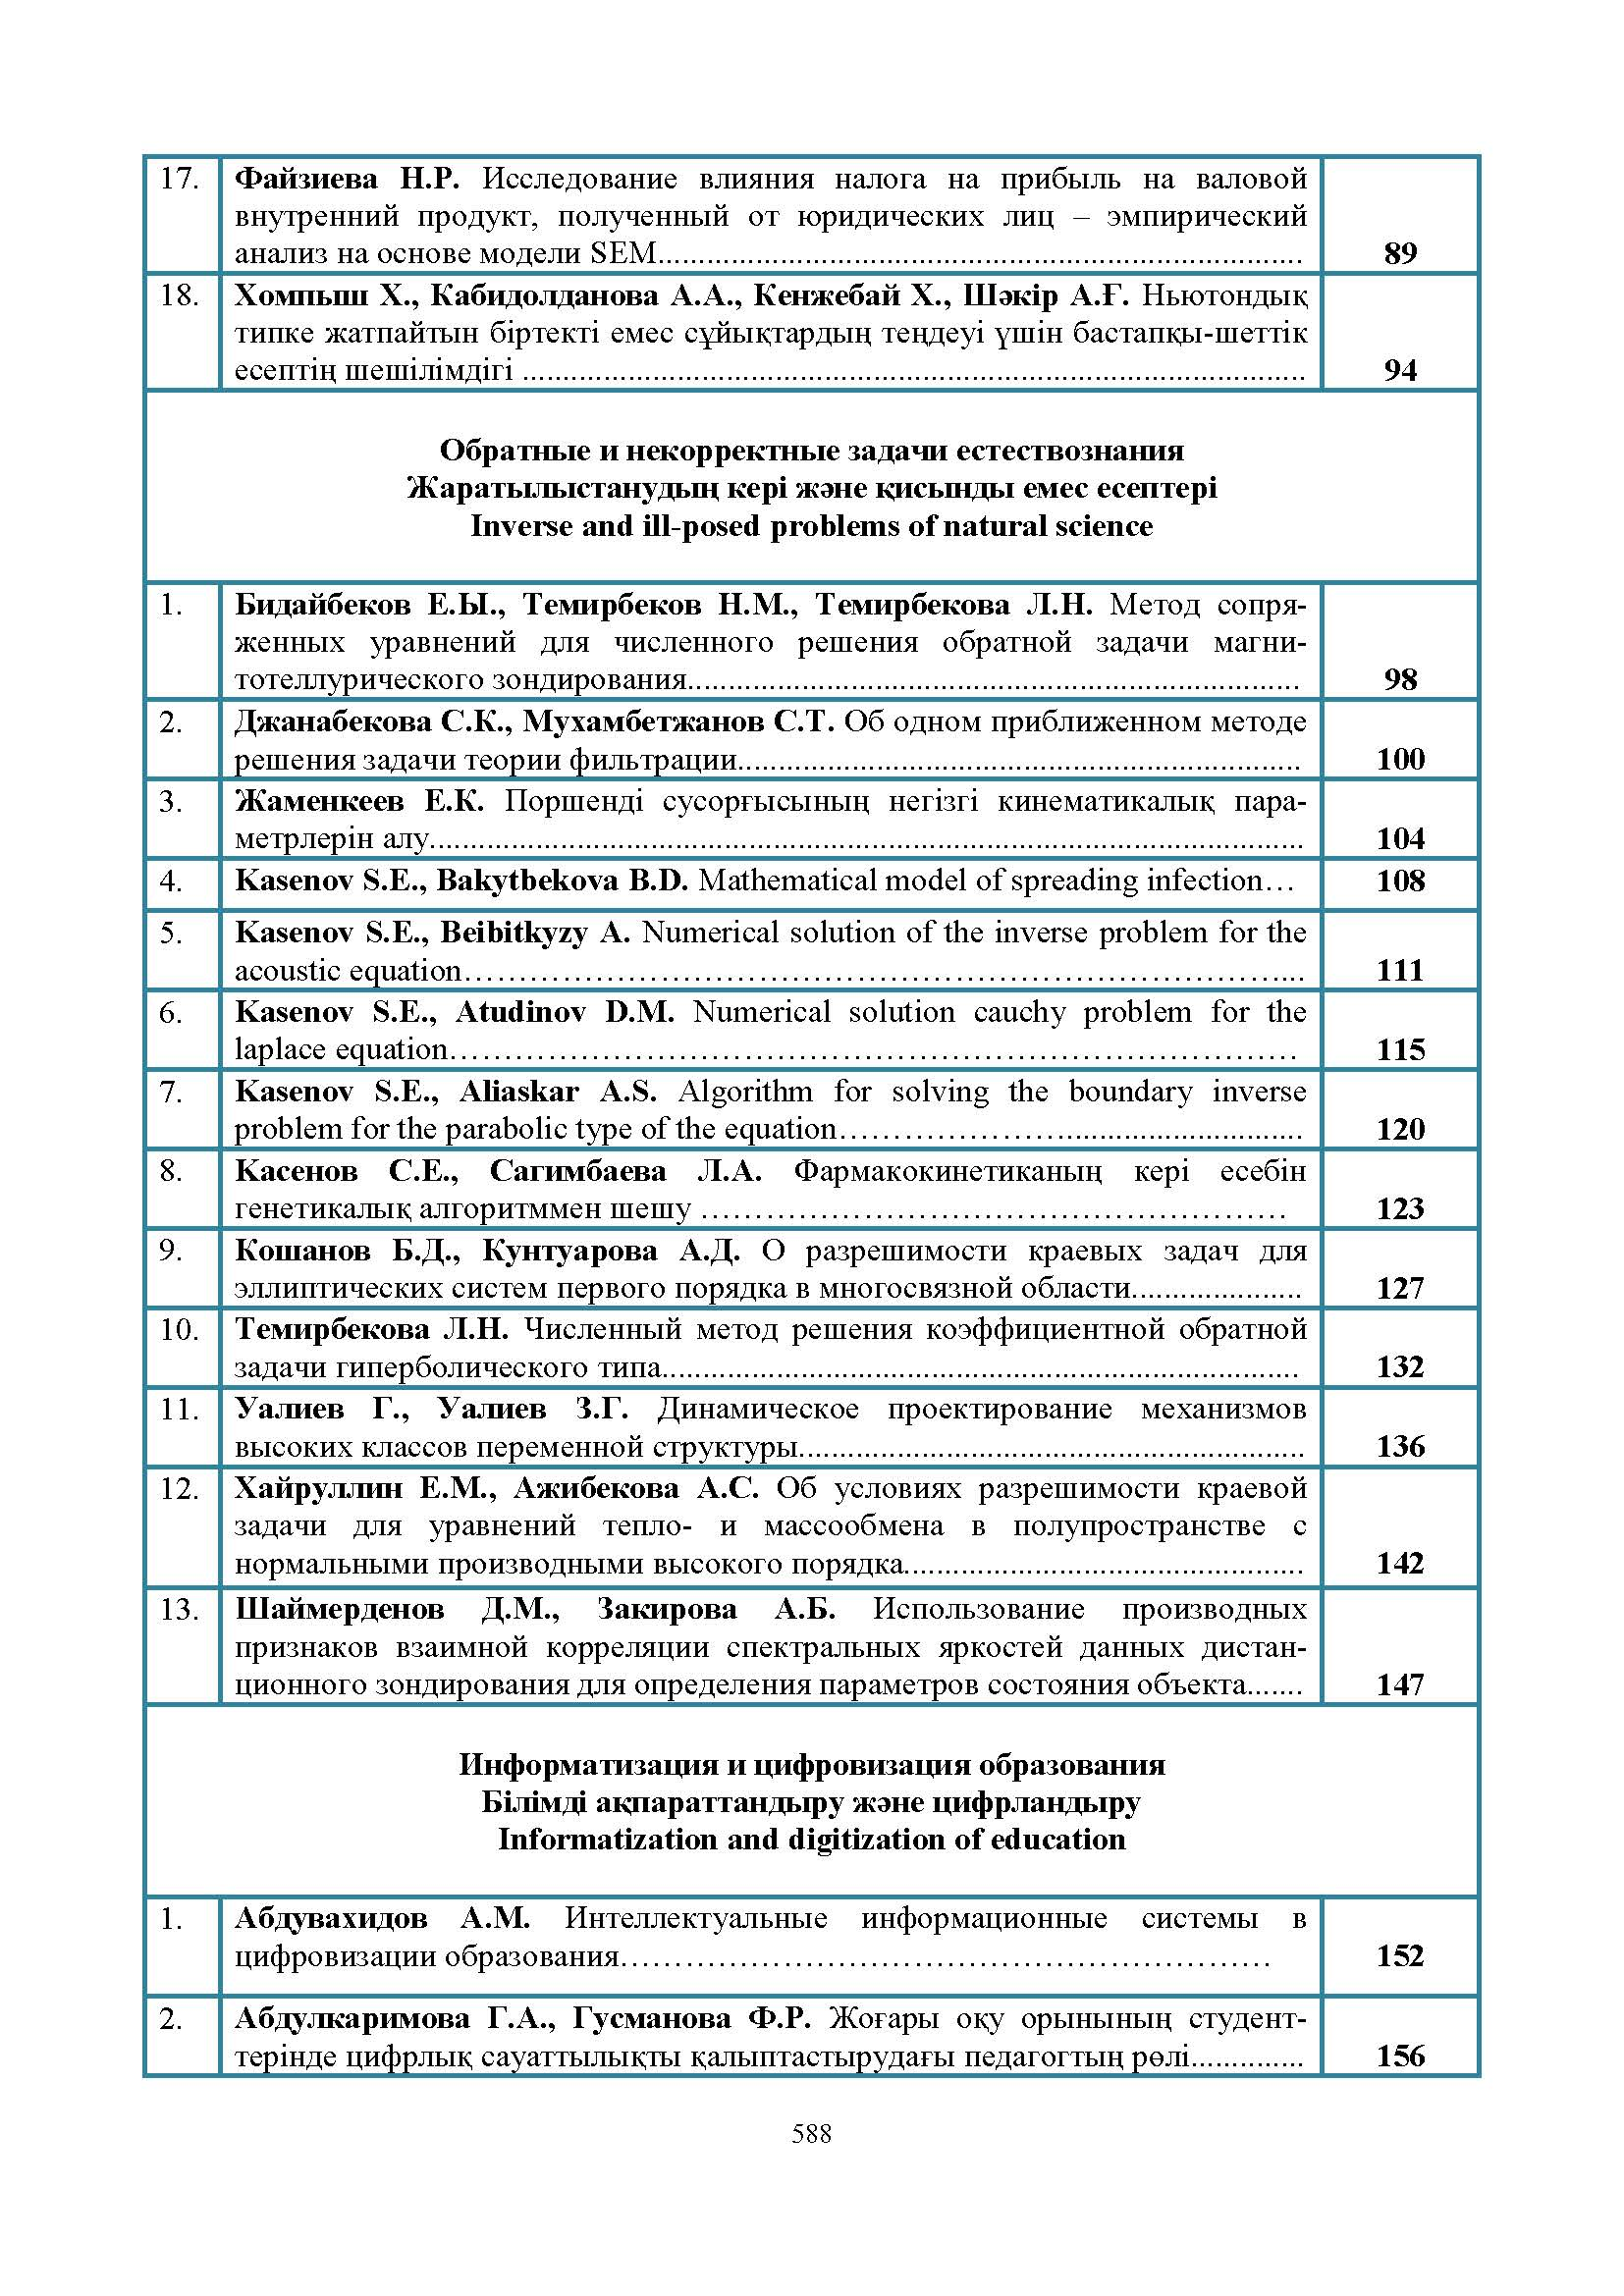 17. Файзиева Н.Р. Исследование влияния налога на прибыль на валовой
внутренний продукт, полученный от юридических лиц – эмпирический
анализ на основе модели SEM............................................................................... 89
18. Хомпыш Х., Кабидолданова А.А., Кенжебай Х., Шәкір А.Ғ. Ньютондық
типке жатпайтын біртекті емес сұйықтардың теңдеуі үшін бастапқы-шеттік
есептің шешілімдігі ................................................................................................ 94
Обратные и некорректные задачи естествознания
Жаратылыстанудың кері және қисынды емес есептері
Inverse and ill-posed problems of natural science
1. Бидайбеков Е.Ы., Темирбеков Н.М., Темирбекова Л.Н. Метод сопря-
женных уравнений для численного решения обратной задачи магни-
тотеллурического зондирования........................................................................... 98
2. Джанабекова С.К., Мухамбетжанов С.Т. Об одном приближенном методе
решения задачи теории фильтрации..................................................................... 100
3. Жаменкеев Е.К. Поршенді сусорғысының негізгі кинематикалық пара-
метрлерін алу........................................................................................................... 104
4. Kasenov S.E., Bakytbekova B.D. Mathematical model of spreading infection… 108
5. Kasenov S.E., Beibitkyzy A. Numerical solution of the inverse problem for the
acoustic equation………………………………………………………………….... 111
6. Kasenov S.E., Atudinov D.M. Numerical solution cauchy problem for the
laplace equation…………………………………………………………………… 115
7. Kasenov S.E., Aliaskar A.S. Algorithm for solving the boundary inverse
problem for the parabolic type of the equation…………………............................. 120
8. Касенов С.Е., Сагимбаева Л.А. Фармакокинетиканың кері есебін
генетикалық алгоритммен шешу ……………………………………………… 123
9. Кошанов Б.Д., Кунтуарова А.Д. О разрешимости краевых задач для
эллиптических систем первого порядка в многосвязной области..................... 127
10. Темирбекова Л.Н. Численный метод решения коэффициентной обратной
задачи гиперболического типа.............................................................................. 132
11. Уалиев Г., Уалиев З.Г. Динамическое проектирование механизмов
высоких классов переменной структуры.............................................................. 136
12. Хайруллин Е.М., Ажибекова А.С. Об условиях разрешимости краевой
задачи для уравнений тепло- и массообмена в полупространстве с
нормальными производными высокого порядка................................................. 142
13. Шаймерденов Д.М., Закирова А.Б. Использование производных
признаков взаимной корреляции спектральных яркостей данных дистан-
ционного зондирования для определения параметров состояния объекта....... 147
Информатизация и цифровизация образования
Білімді ақпараттандыру және цифрландыру
Informatization and digitization of education
1. Абдувахидов А.М. Интеллектуальные информационные системы в
цифровизации образования…………………………………………………… 152
2. Абдулкаримова Г.А., Гусманова Ф.Р. Жоғары оқу орынының студент-
терінде цифрлық сауаттылықты қалыптастырудағы педагогтың рөлі.............. 156
588